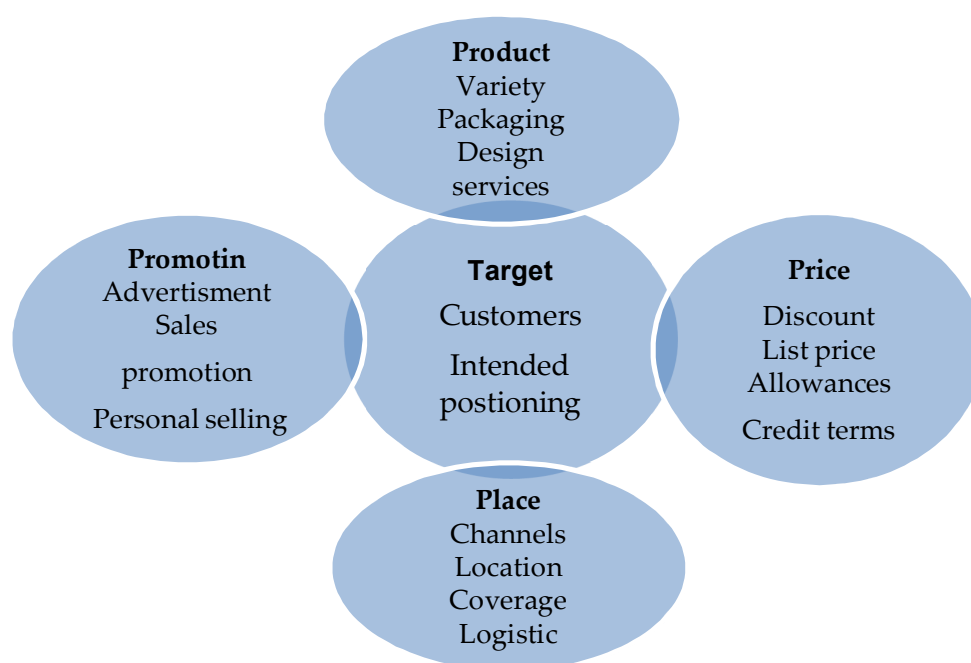 Product
Variety
Packaging
Design
services
Promotin
Advertisment
Sales
promotion
Personal selling
Target
Customers
Intended
postioning
Price
Discount
List price
Allowances
Credit terms
Place
Channels
Location
Coverage
Logistic